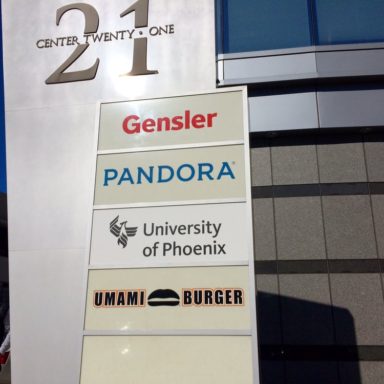 21
CENTER TWENTY • ONE
Gensler
PANDORA®
University
of Phoenix
UMAMI BURGER